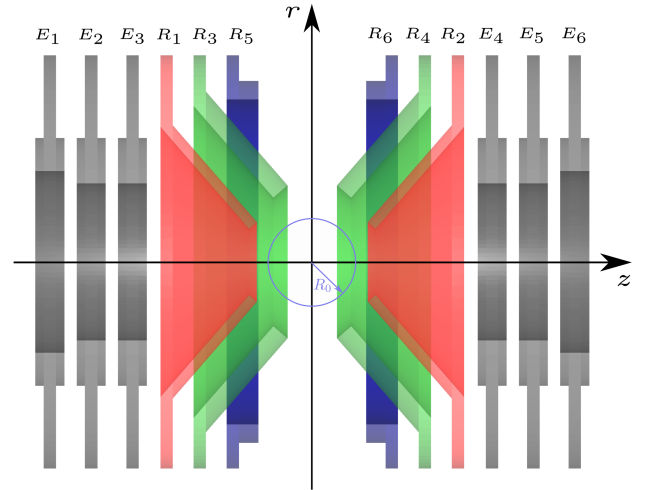 r
E₁ E₂ E₃ R₁ R₃ R₅ R₆ R₄ R₂ E₄ E₅ E₆
z
R₀